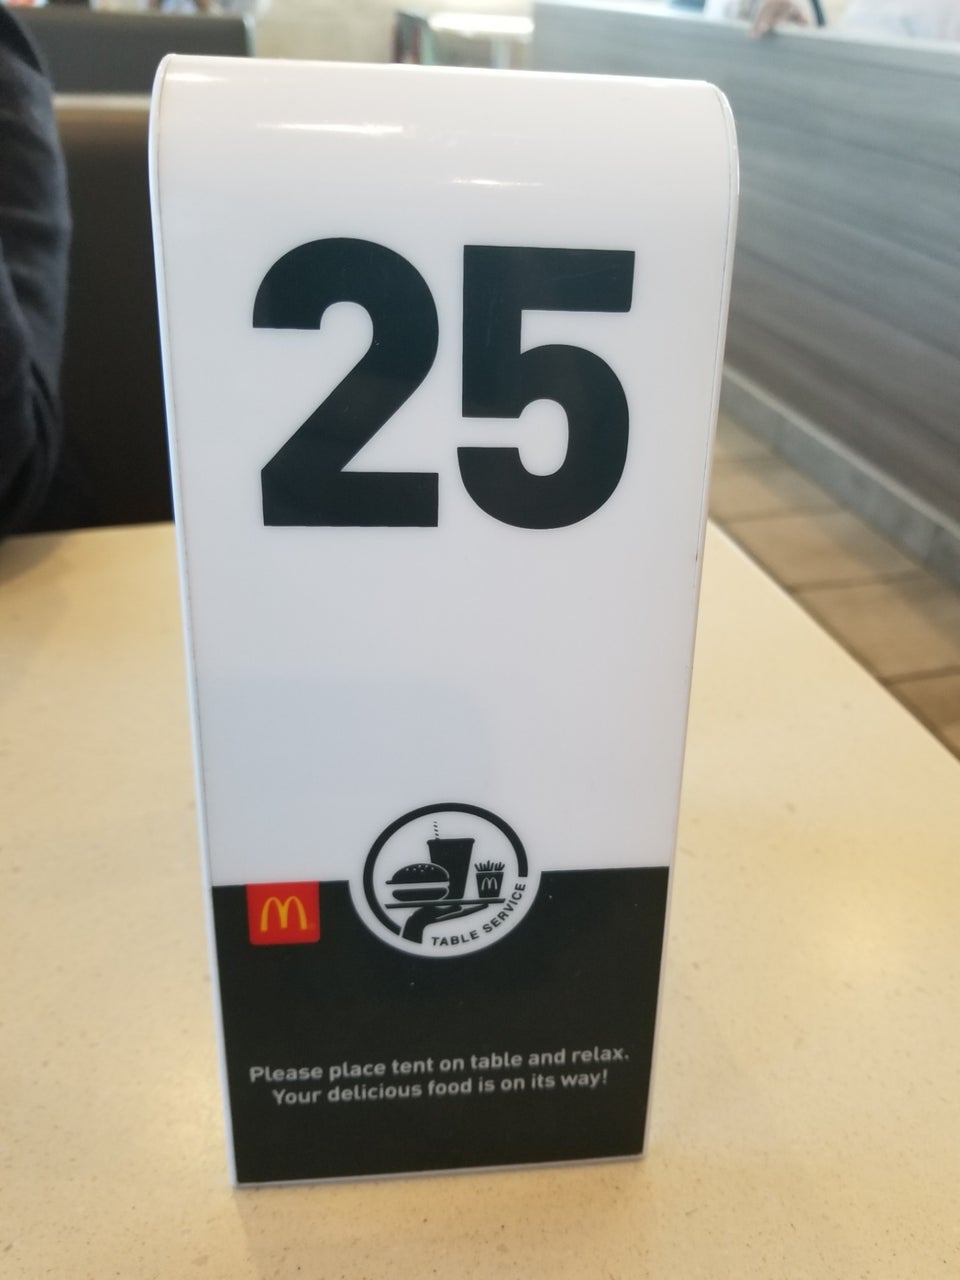 25
TABLE SERVICE
Please place tent on table and relax.
Your delicious food is on its way!